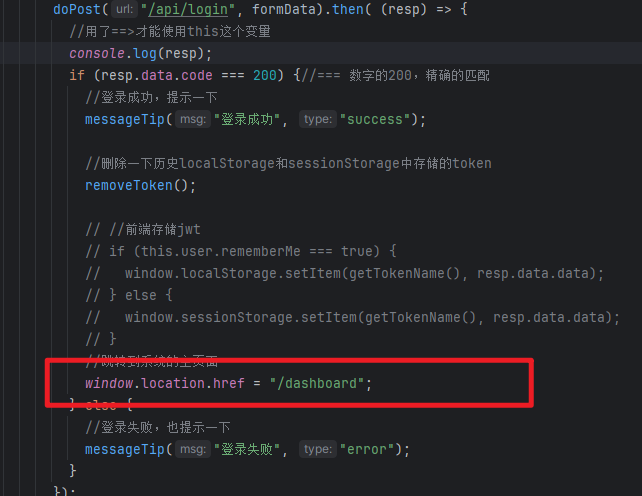 doPost( url: "/api/login", formData).then( (resp) => {
//用了==>才能使用this这个变量
console.log(resp);
if (resp.data.code === 200) {//=== 数字的200，精确的匹配
//登录成功，提示一下
messageTip( msg: "登录成功", type: "success");
//删除一下历史localStorage和sessionStorage中存储的token
removeToken();
// //前端存储jwt
// if (this.user.rememberMe === true) {
//   window.localStorage.setItem(getTokenName(), resp.data.data);
// } else {
//   window.sessionStorage.setItem(getTokenName(), resp.data.data);
// }
//跳转到系统的主页面
window.location.href = "/dashboard";
} else {
//登录失败，也提示一下
messageTip( msg: "登录失败", type: "error");
}
});